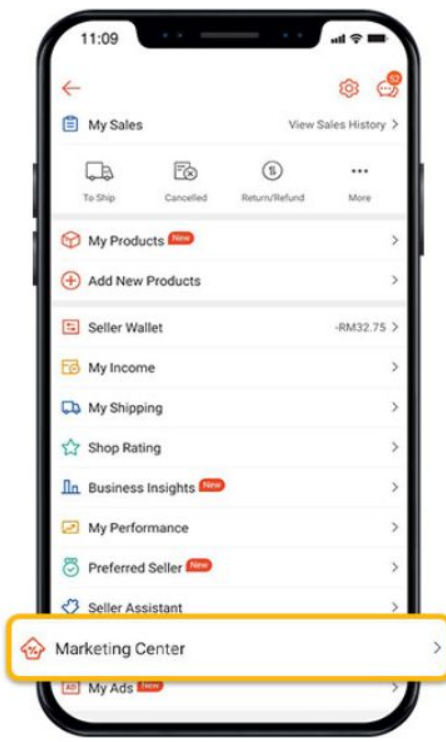 11:09
52
My Sales View Sales History >
To Ship Cancelled Return/Refund More
My Products New >
Add New Products >
Seller Wallet -RM32.75 >
My Income >
My Shipping >
Shop Rating >
Business Insights New >
My Performance >
Preferred Seller New >
Seller Assistant >
Marketing Center >
AD My Ads New >